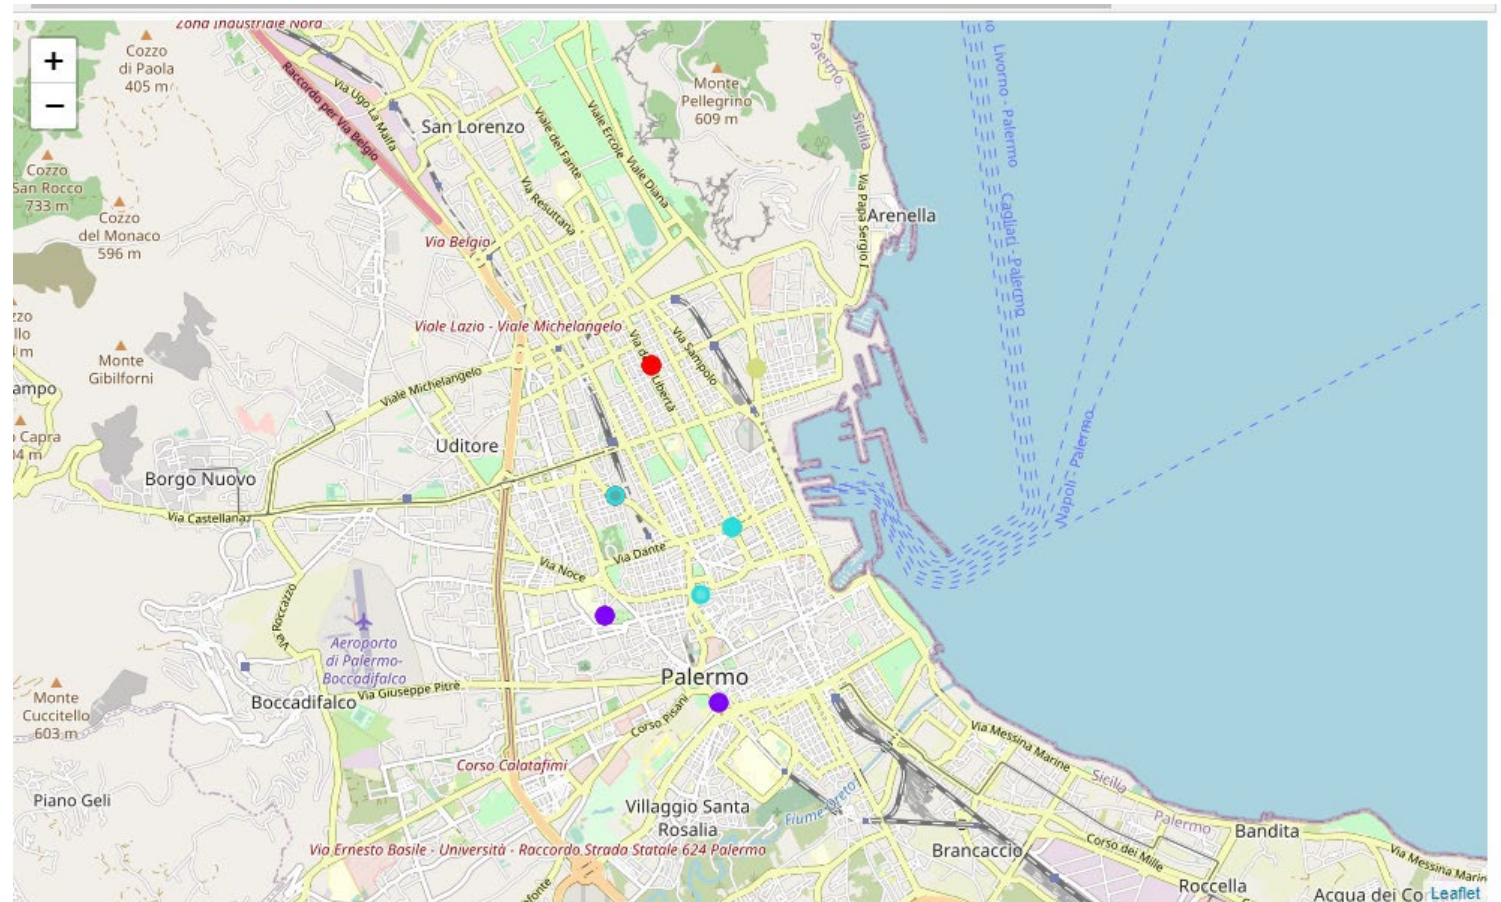 Zona Industriale Nord
+
−
Cozzo
di Paola
405 m
Raccordo per Via Belgio
Via Ugo La Malfa
San Lorenzo
Viale del Fante
Viale Ercole
Viale Diana
Monte
Pellegrino
609 m
Palermo
Sicilia
Livorno - Palermo
Cagliari - Palermo
Cozzo
San Rocco
733 m
Cozzo
del Monaco
596 m
Via Resuttana
Via Papa Sergio I
Arenella
Via Belgio
Viale Lazio - Viale Michelangelo
Monte
Gibilforni
Via Sampolo
Libertà
Viale Michelangelo
ampo
Capra
Uditore
Borgo Nuovo
Via Castellana
Napoli - Palermo
Via Dante
Via Noce
Via Roccazzo
Aeroporto
di Palermo-
Boccadifalco
Palermo
Monte
Cuccitello
603 m
Boccadifalco
Via Giuseppe Pitrè
Corso Pisani
Corso Calatafimi
Via Messina Marine
Sicilia
Palermo
Piano Geli
Villaggio Santa
Rosalia
Fiume Oreto
Bandita
Via Ernesto Basile - Università - Raccordo Strada Statale 624 Palermo
Brancaccio
Corso dei Mille
Via Messina Marin
Roccella
Acqua dei Co
Leaflet